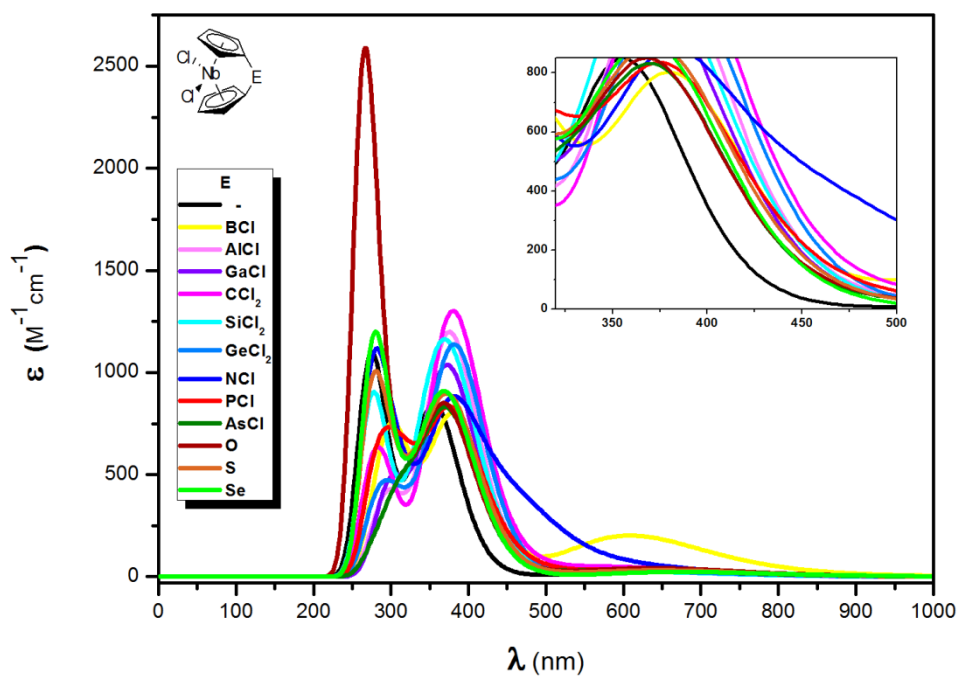 Cl
Nb
E
Cl
E
-
BCl
AlCl
GaCl
CCl₂
SiCl₂
GeCl₂
NCl
PCl
AsCl
O
S
Se
ε (M⁻¹cm⁻¹)
2500
2000
1500
1000
500
0
0 100 200 300 400 500 600 700 800 900 1000
λ (nm)
800
600
400
200
0
350 400 450 500